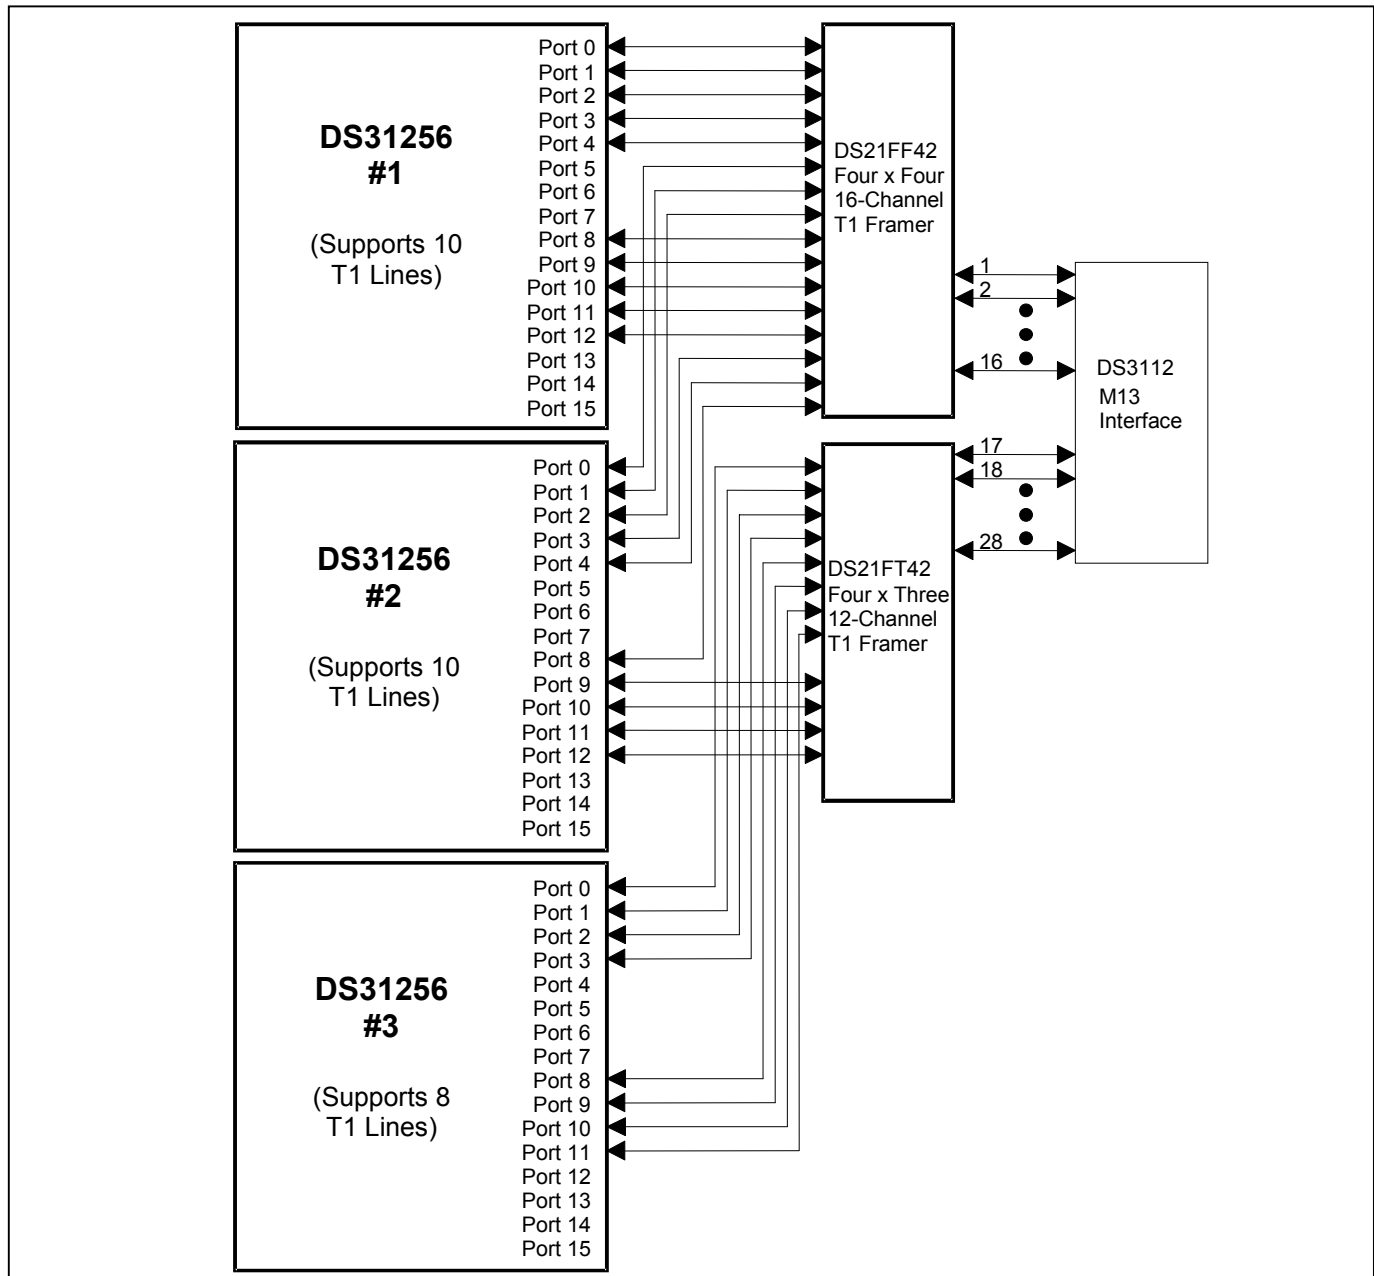 DS31256
#1
(Supports 10
T1 Lines)
Port 0
Port 1
Port 2
Port 3
Port 4
Port 5
Port 6
Port 7
Port 8
Port 9
Port 10
Port 11
Port 12
Port 13
Port 14
Port 15
DS21FF42
Four x Four
16-Channel
T1 Framer
1
2
16
DS3112
M13
Interface
17
18
28
DS31256
#2
(Supports 10
T1 Lines)
Port 0
Port 1
Port 2
Port 3
Port 4
Port 5
Port 6
Port 7
Port 8
Port 9
Port 10
Port 11
Port 12
Port 13
Port 14
Port 15
DS21FT42
Four x Three
12-Channel
T1 Framer
DS31256
#3
(Supports 8
T1 Lines)
Port 0
Port 1
Port 2
Port 3
Port 4
Port 5
Port 6
Port 7
Port 8
Port 9
Port 10
Port 11
Port 12
Port 13
Port 14
Port 15